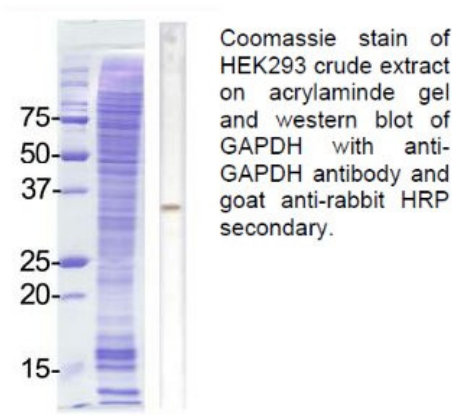 75-
50-
37-
25-
20-
15-
Coomassie stain of
HEK293 crude extract
on acrylaminde gel
and western blot of
GAPDH with anti-
GAPDH antibody and
goat anti-rabbit HRP
secondary.